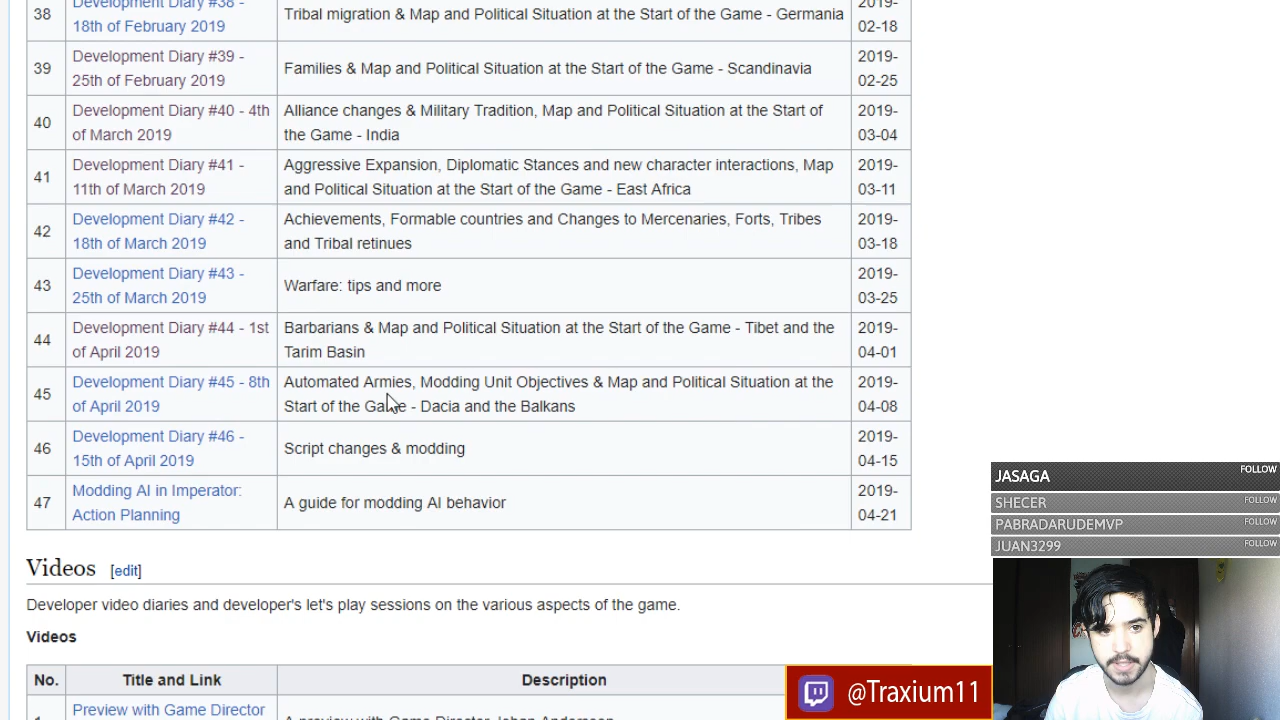 38
Development Diary #38 -
18th of February 2019
Tribal migration & Map and Political Situation at the Start of the Game - Germania
2019-
02-18
39
Development Diary #39 -
25th of February 2019
Families & Map and Political Situation at the Start of the Game - Scandinavia
2019-
02-25
40
Development Diary #40 - 4th
of March 2019
Alliance changes & Military Tradition, Map and Political Situation at the Start of
the Game - India
2019-
03-04
41
Development Diary #41 -
11th of March 2019
Aggressive Expansion, Diplomatic Stances and new character interactions, Map
and Political Situation at the Start of the Game - East Africa
2019-
03-11
42
Development Diary #42 -
18th of March 2019
Achievements, Formable countries and Changes to Mercenaries, Forts, Tribes
and Tribal retinues
2019-
03-18
43
Development Diary #43 -
25th of March 2019
Warfare: tips and more
2019-
03-25
44
Development Diary #44 - 1st
of April 2019
Barbarians & Map and Political Situation at the Start of the Game - Tibet and the
Tarim Basin
2019-
04-01
45
Development Diary #45 - 8th
of April 2019
Automated Armies, Modding Unit Objectives & Map and Political Situation at the
Start of the Game - Dacia and the Balkans
2019-
04-08
46
Development Diary #46 -
15th of April 2019
Script changes & modding
2019-
04-15
47
Modding AI in Imperator:
Action Planning
A guide for modding AI behavior
2019-
04-21
Videos [edit]
Developer video diaries and developer's let's play sessions on the various aspects of the game.
Videos
No. Title and Link Description
1
Preview with Game Director
A preview with Game Director Johan Andersson
JASAGA FOLLOW
SHECER FOLLOW
PABRADARUDEMVP FOLLOW
JUAN3299 FOLLOW
@Traxium11